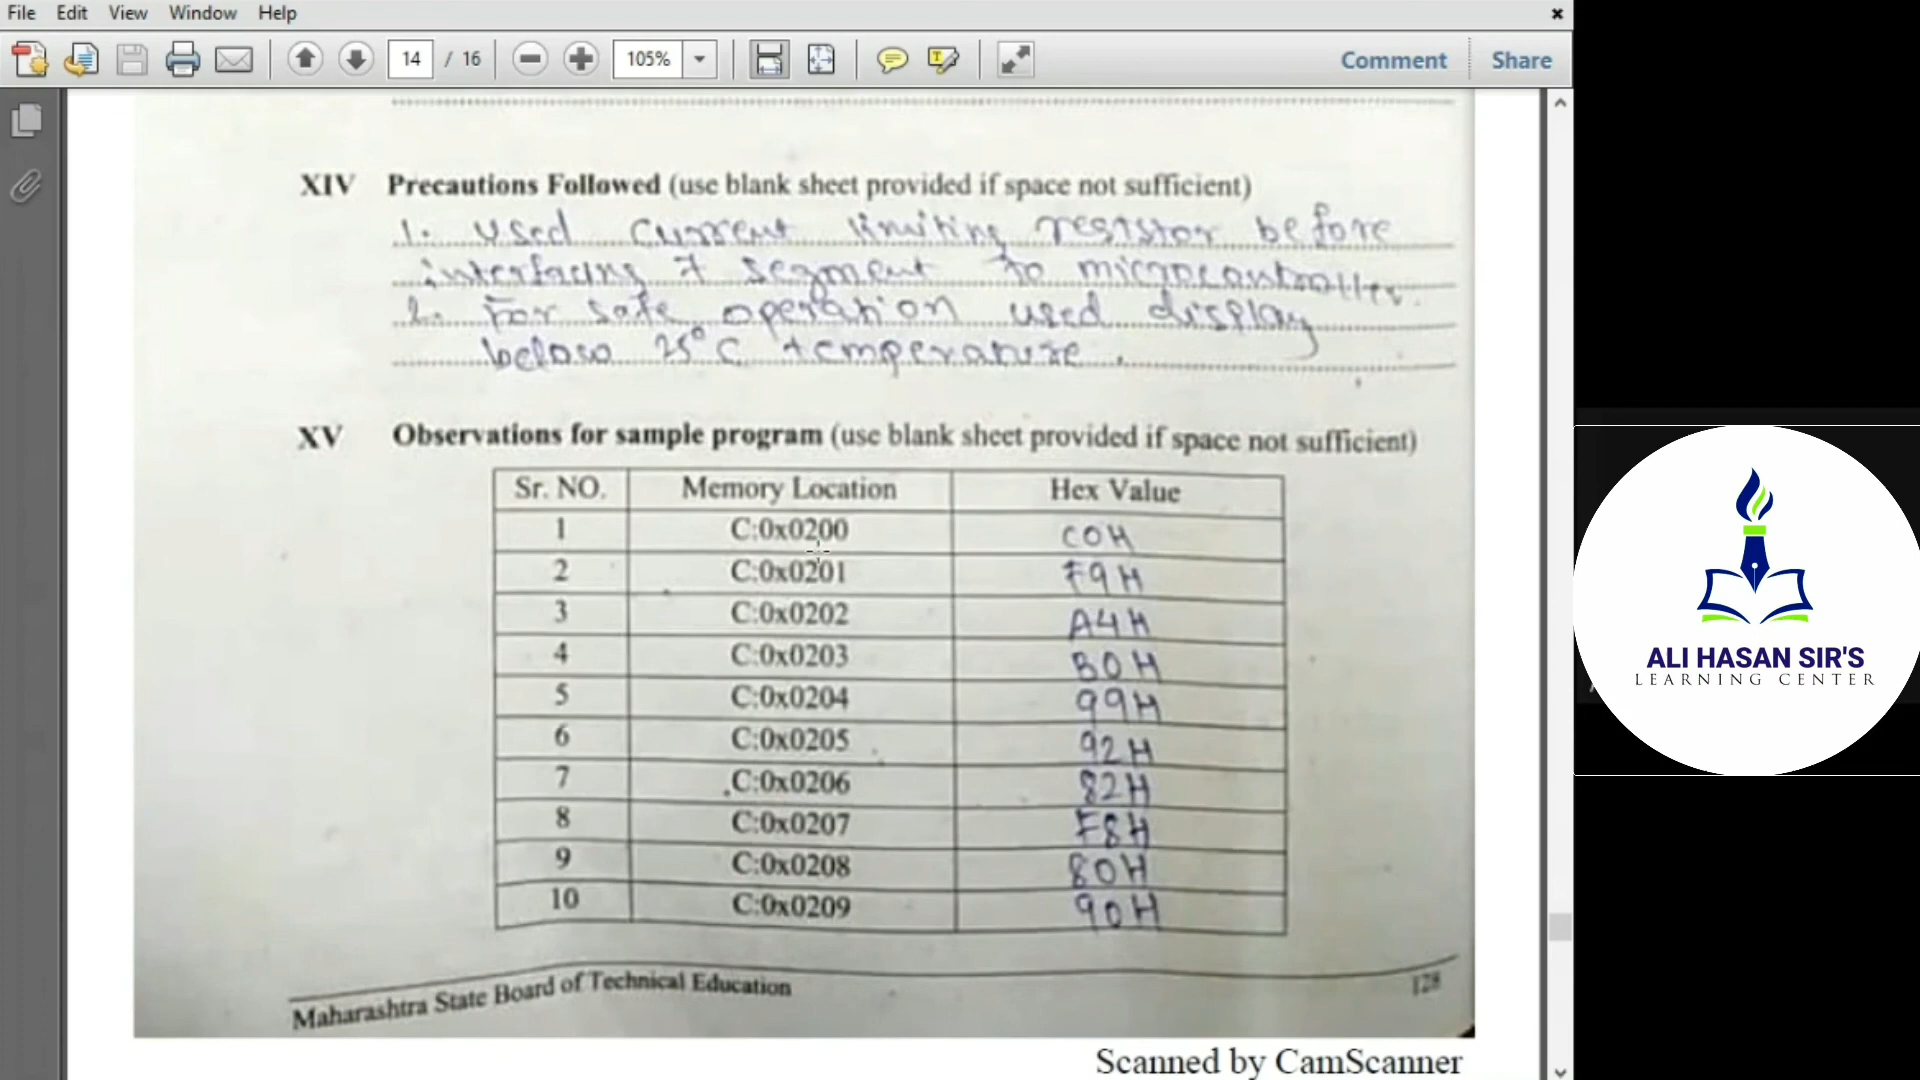 File Edit View Window Help
14 / 16 105% Comment Share
XIV Precautions Followed (use blank sheet provided if space not sufficient)
1. Used current limiting resistor before
interfacing 7 segment to microcontroller.
2. For safe operation used display
below 25°C temperature.
XV Observations for sample program (use blank sheet provided if space not sufficient)
Sr. NO. Memory Location Hex Value
1 C:0x0200 C0H
2 C:0x0201 F9H
3 C:0x0202 A4H
4 C:0x0203 B0H
5 C:0x0204 99H
6 C:0x0205 92H
7 C:0x0206 82H
8 C:0x0207 F8H
9 C:0x0208 80H
10 C:0x0209 90H
Maharashtra State Board of Technical Education 128
Scanned by CamScanner
ALI HASAN SIR'S
LEARNING CENTER